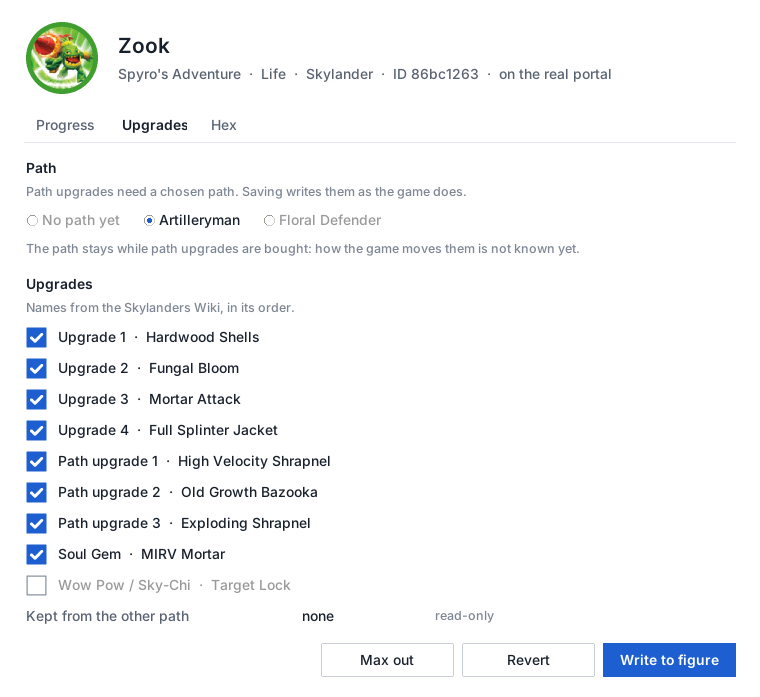 Zook
Spyro's Adventure · Life · Skylander · ID 86bc1263 · on the real portal
Progress Upgrades Hex
Path
Path upgrades need a chosen path. Saving writes them as the game does.
No path yet Artilleryman Floral Defender
The path stays while path upgrades are bought: how the game moves them is not known yet.
Upgrades
Names from the Skylanders Wiki, in its order.
Upgrade 1 · Hardwood Shells
Upgrade 2 · Fungal Bloom
Upgrade 3 · Mortar Attack
Upgrade 4 · Full Splinter Jacket
Path upgrade 1 · High Velocity Shrapnel
Path upgrade 2 · Old Growth Bazooka
Path upgrade 3 · Exploding Shrapnel
Soul Gem · MIRV Mortar
Wow Pow / Sky-Chi · Target Lock
Kept from the other path none read-only
Max out Revert Write to figure